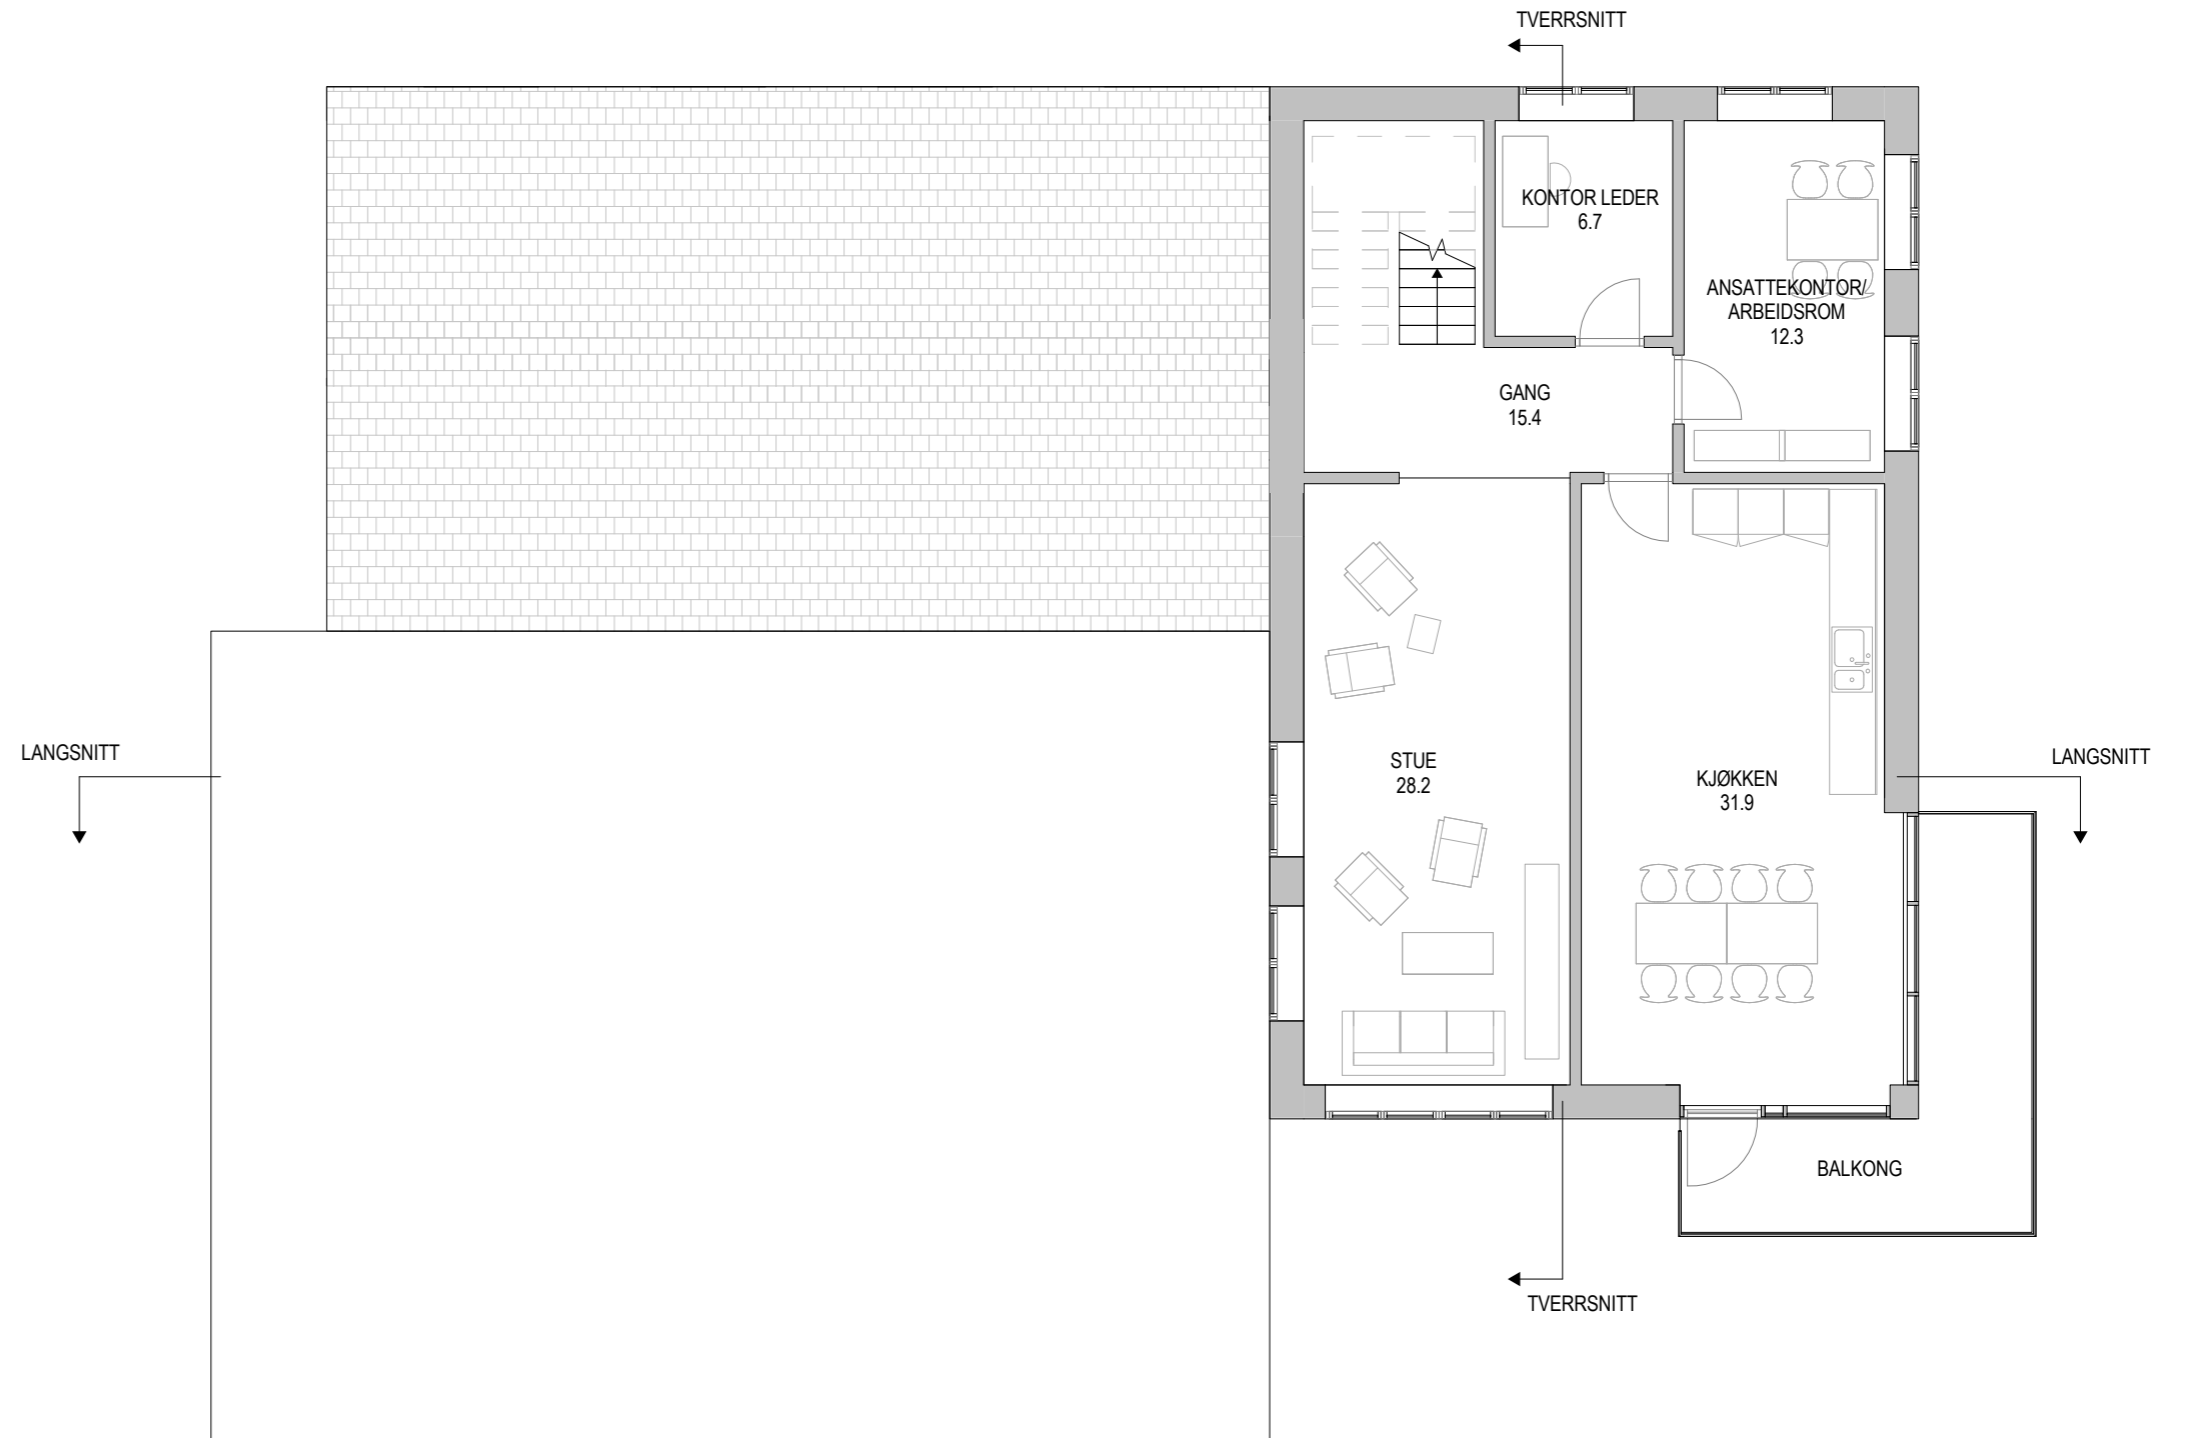 TVERRSNITT
KONTOR LEDER
6.7
ANSATTEKONTOR/
ARBEIDSROM
12.3
GANG
15.4
LANGSNITT
STUE
28.2
KJØKKEN
31.9
LANGSNITT
BALKONG
TVERRSNITT